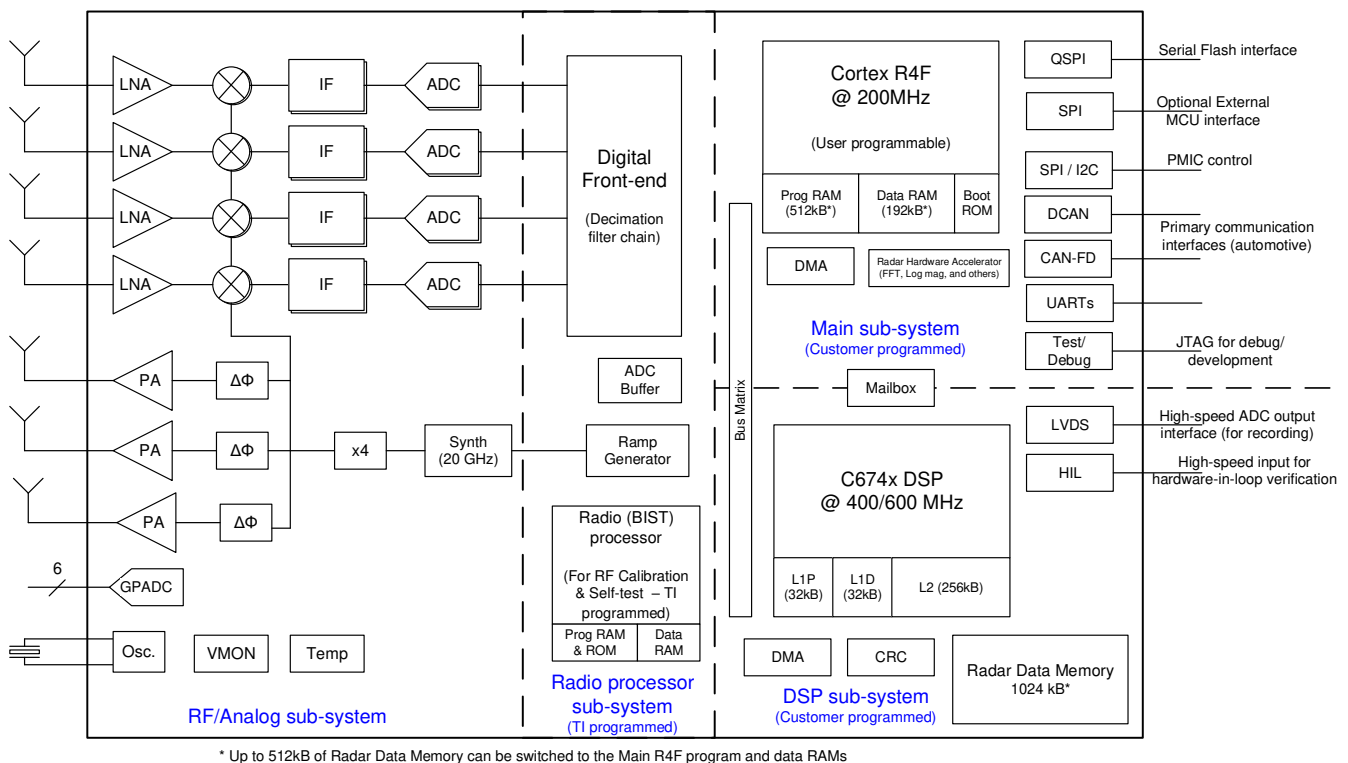 LNA
IF
ADC
LNA
IF
ADC
LNA
IF
ADC
LNA
IF
ADC
PA
ΔΦ
PA
ΔΦ
x4
Synth
(20 GHz)
PA
ΔΦ
6
GPADC
Osc.
VMON
Temp
RF/Analog sub-system
Digital
Front-end
(Decimation
filter chain)
ADC
Buffer
Ramp
Generator
Radio (BIST)
processor
(For RF Calibration
& Self-test – TI
programmed)
Prog RAM
& ROM
Data
RAM
Radio processor
sub-system
(TI programmed)
Bus Matrix
Cortex R4F
@ 200MHz
(User programmable)
Prog RAM
(512kB*)
Data RAM
(192kB*)
Boot
ROM
DMA
Radar Hardware Accelerator
(FFT, Log mag, and others)
Main sub-system
(Customer programmed)
Mailbox
C674x DSP
@ 400/600 MHz
L1P
(32kB)
L1D
(32kB)
L2 (256kB)
DMA
CRC
Radar Data Memory
1024 kB*
DSP sub-system
(Customer programmed)
QSPI
Serial Flash interface
SPI
Optional External
MCU interface
SPI / I2C
PMIC control
DCAN
Primary communication
interfaces (automotive)
CAN-FD
UARTs
Test/
Debug
JTAG for debug/
development
LVDS
High-speed ADC output
interface (for recording)
HIL
High-speed input for
hardware-in-loop verification
* Up to 512kB of Radar Data Memory can be switched to the Main R4F program and data RAMs